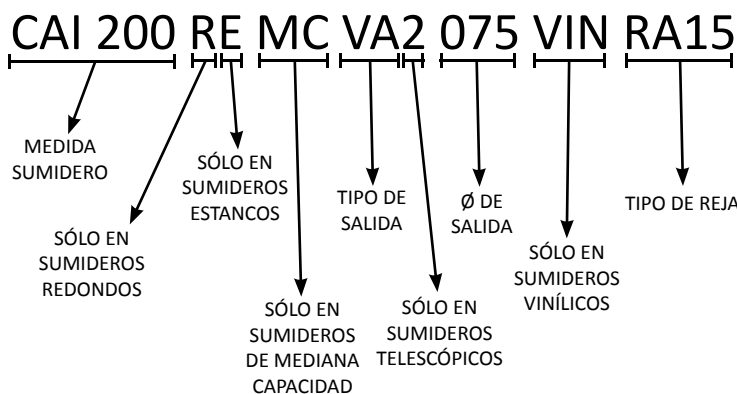 CAI 200 RE MC VA2 075 VIN RA15
MEDIDA
SUMIDERO
SÓLO EN
SUMIDEROS
REDONDOS
SÓLO EN
SUMIDEROS
ESTANCOS
SÓLO EN
SUMIDEROS
DE MEDIANA
CAPACIDAD
TIPO DE
SALIDA
SÓLO EN
SUMIDEROS
TELESCÓPICOS
Ø DE
SALIDA
SÓLO EN
SUMIDEROS
VINÍLICOS
TIPO DE REJA